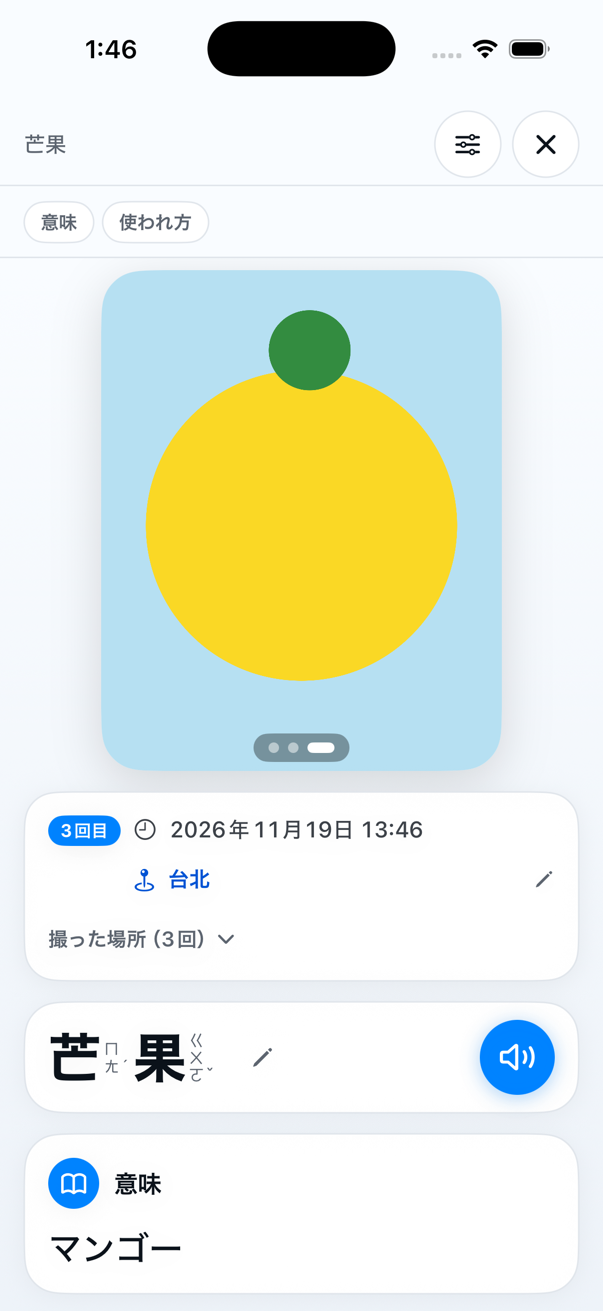 1:46
芒果
意味
使われ方
3回目 2026年11月19日 13:46
台北
撮った場所 (3回)
芒ㄇㄤˊ果ㄍㄨㄛˇ
意味
マンゴー